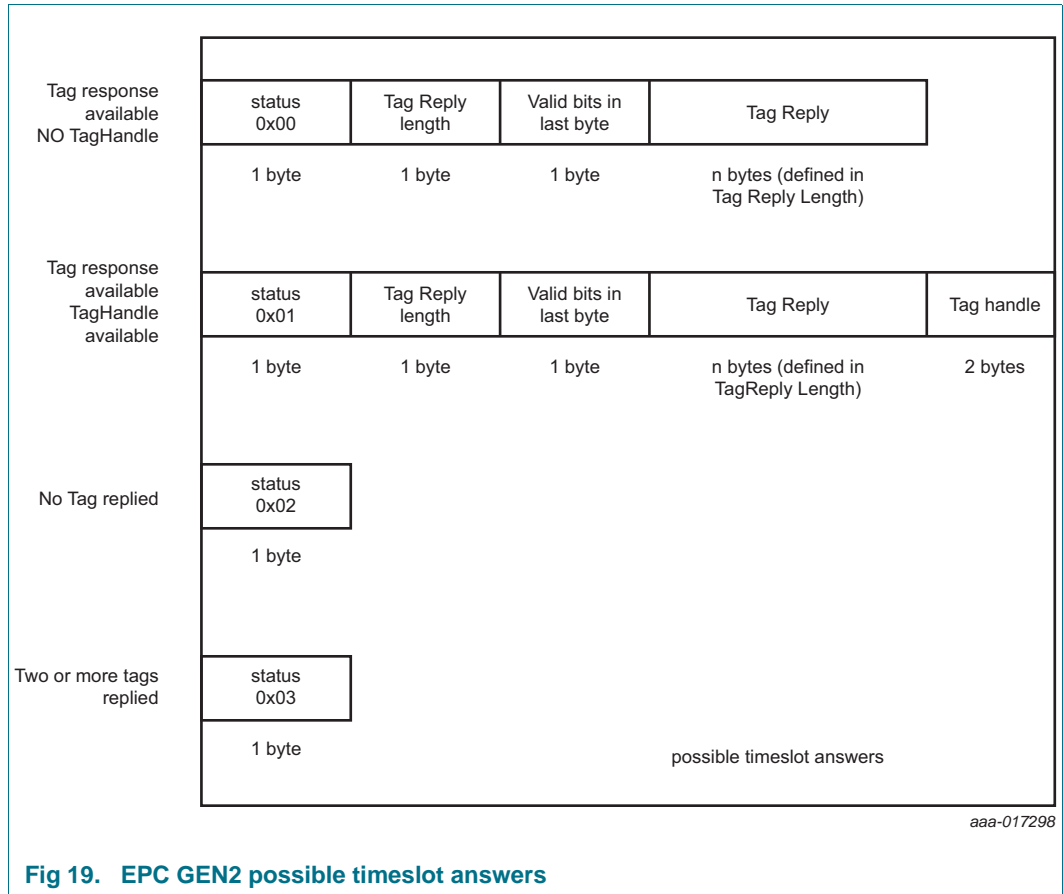 Tag response
available
NO TagHandle
status
0x00
Tag Reply
length
Valid bits in
last byte
Tag Reply
1 byte
1 byte
1 byte
n bytes (defined in
Tag Reply Length)
Tag response
available
TagHandle
available
status
0x01
Tag Reply
length
Valid bits in
last byte
Tag Reply
Tag handle
1 byte
1 byte
1 byte
n bytes (defined in
TagReply Length)
2 bytes
No Tag replied
status
0x02
1 byte
Two or more tags
replied
status
0x03
1 byte
possible timeslot answers
aaa-017298
Fig 19. EPC GEN2 possible timeslot answers